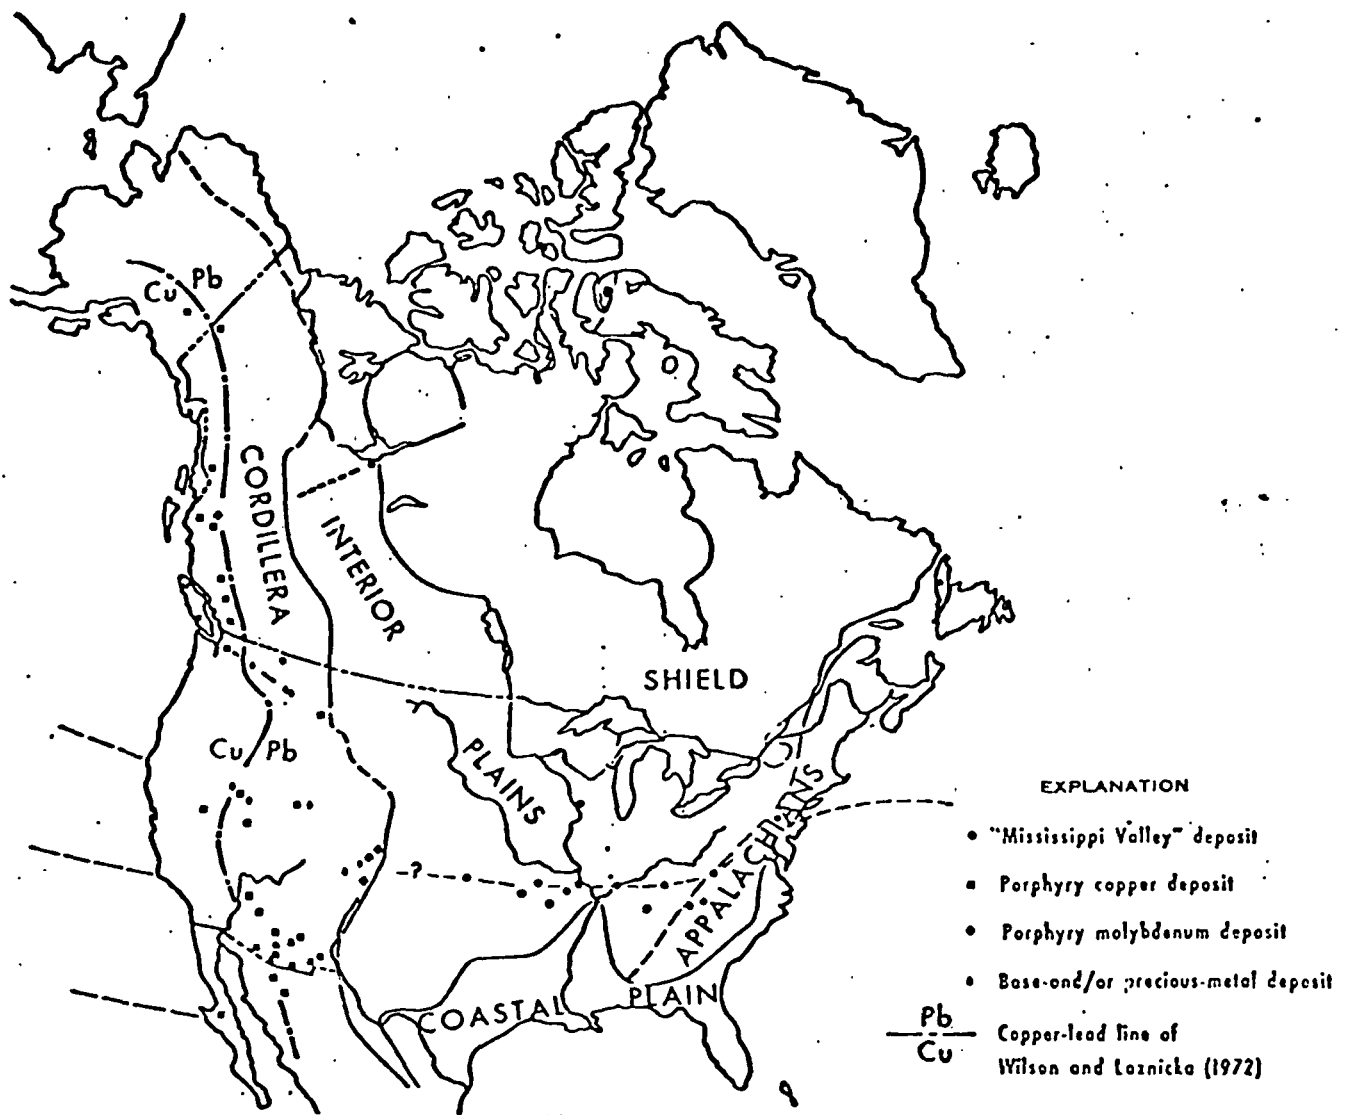 Pb
Cu
CORDILLERA
INTERIOR
SHIELD
Cu Pb
PLAINS
-?
APPALACHIANS
COASTAL PLAIN
EXPLANATION
"Mississippi Valley" deposit
Porphyry copper deposit
Porphyry molybdenum deposit
Base-and/or precious-metal deposit
Pb
Cu
Copper-lead line of
Wilson and Laznicka (1972)